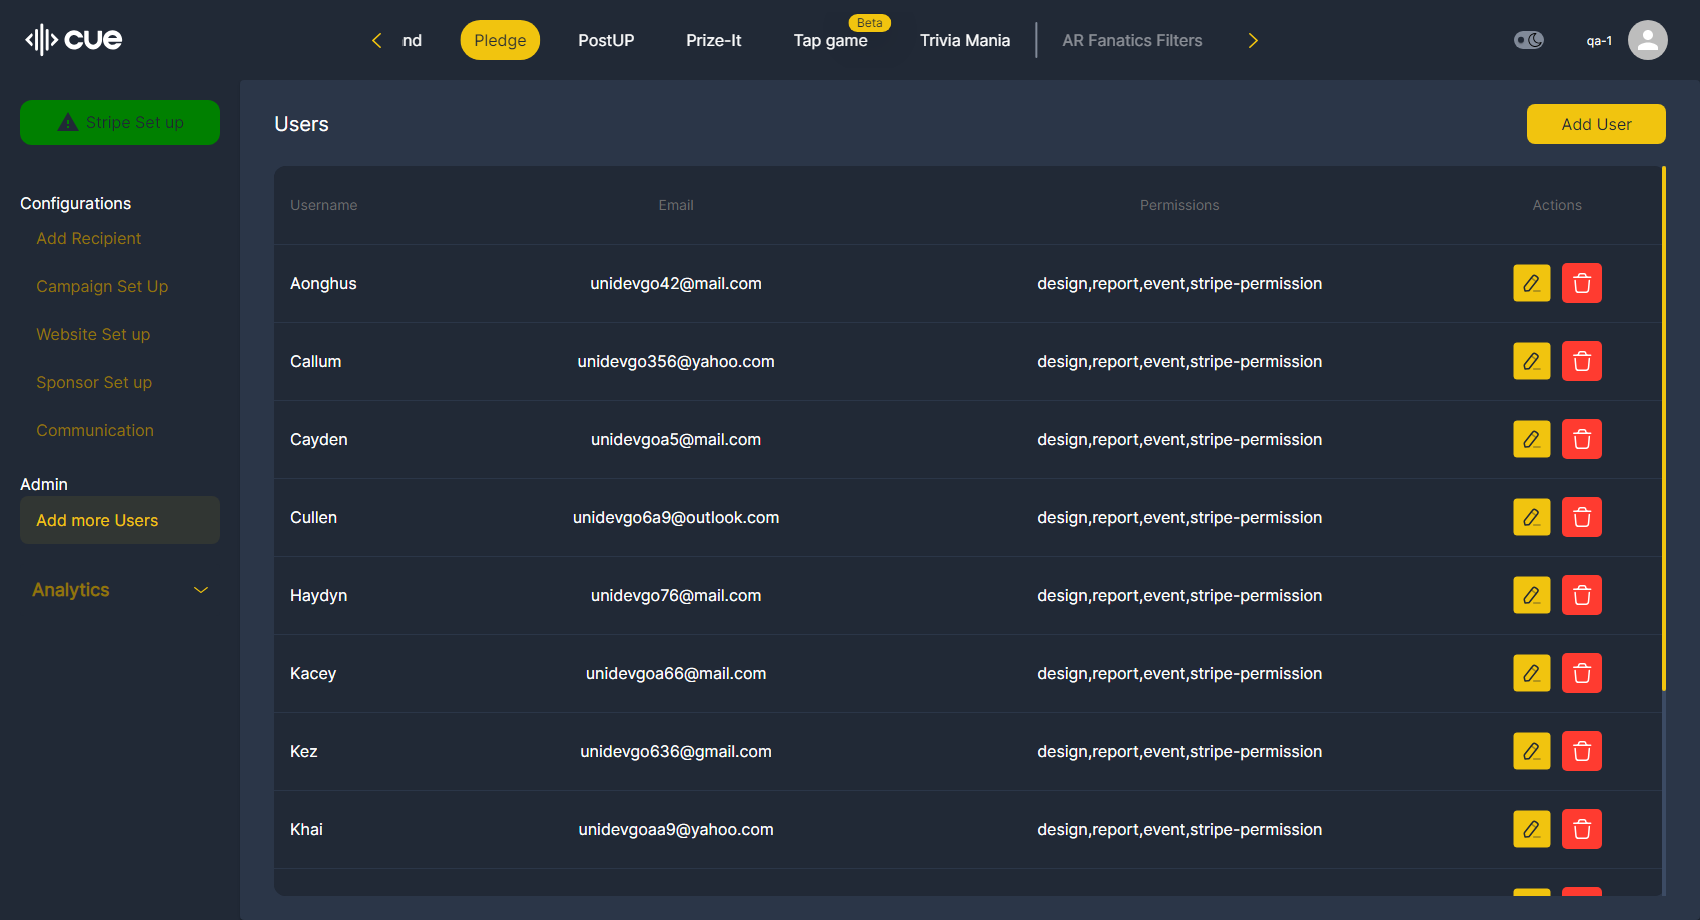 cue
nd
Pledge
PostUP
Prize-It
Tap game
Beta
Trivia Mania
AR Fanatics Filters
qa-1
Stripe Set up
Configurations
Add Recipient
Campaign Set Up
Website Set up
Sponsor Set up
Communication
Admin
Add more Users
Analytics
Users
Add User
Username Email Permissions Actions
Aonghus unidevgo42@mail.com design,report,event,stripe-permission
Callum unidevgo356@yahoo.com design,report,event,stripe-permission
Cayden unidevgoa5@mail.com design,report,event,stripe-permission
Cullen unidevgo6a9@outlook.com design,report,event,stripe-permission
Haydyn unidevgo76@mail.com design,report,event,stripe-permission
Kacey unidevgoa66@mail.com design,report,event,stripe-permission
Kez unidevgo636@gmail.com design,report,event,stripe-permission
Khai unidevgoaa9@yahoo.com design,report,event,stripe-permission